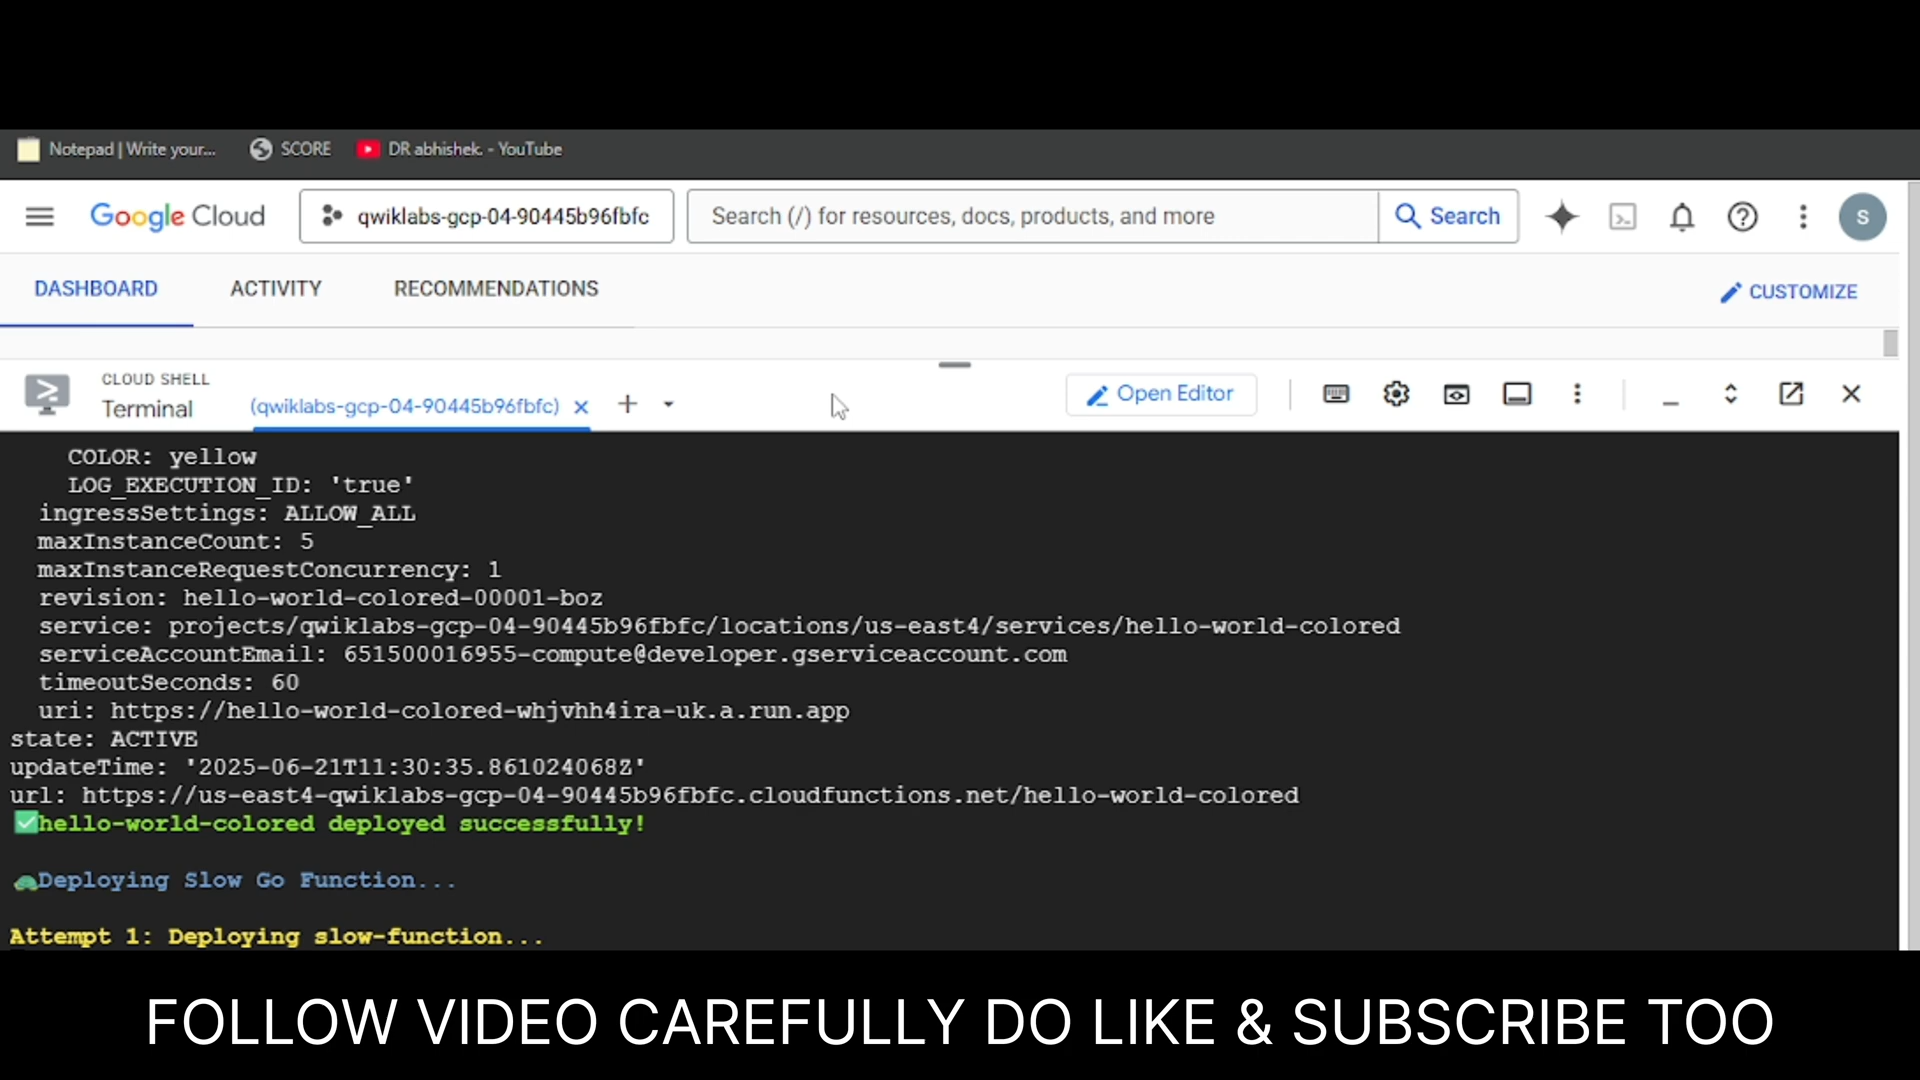 Notepad | Write your... SCORE DR abhishek. - YouTube
Google Cloud qwiklabs-gcp-04-90445b96fbfc Search (/) for resources, docs, products, and more Search S
DASHBOARD ACTIVITY RECOMMENDATIONS CUSTOMIZE
CLOUD SHELL
Terminal (qwiklabs-gcp-04-90445b96fbfc) Open Editor
COLOR: yellow
LOG_EXECUTION_ID: 'true'
ingressSettings: ALLOW_ALL
maxInstanceCount: 5
maxInstanceRequestConcurrency: 1
revision: hello-world-colored-00001-boz
service: projects/qwiklabs-gcp-04-90445b96fbfc/locations/us-east4/services/hello-world-colored
serviceAccountEmail: 651500016955-compute@developer.gserviceaccount.com
timeoutSeconds: 60
uri: https://hello-world-colored-whjvhh4ira-uk.a.run.app
state: ACTIVE
updateTime: '2025-06-21T11:30:35.861024068Z'
url: https://us-east4-qwiklabs-gcp-04-90445b96fbfc.cloudfunctions.net/hello-world-colored
✅hello-world-colored deployed successfully!
🐢Deploying Slow Go Function...
Attempt 1: Deploying slow-function...
FOLLOW VIDEO CAREFULLY DO LIKE & SUBSCRIBE TOO